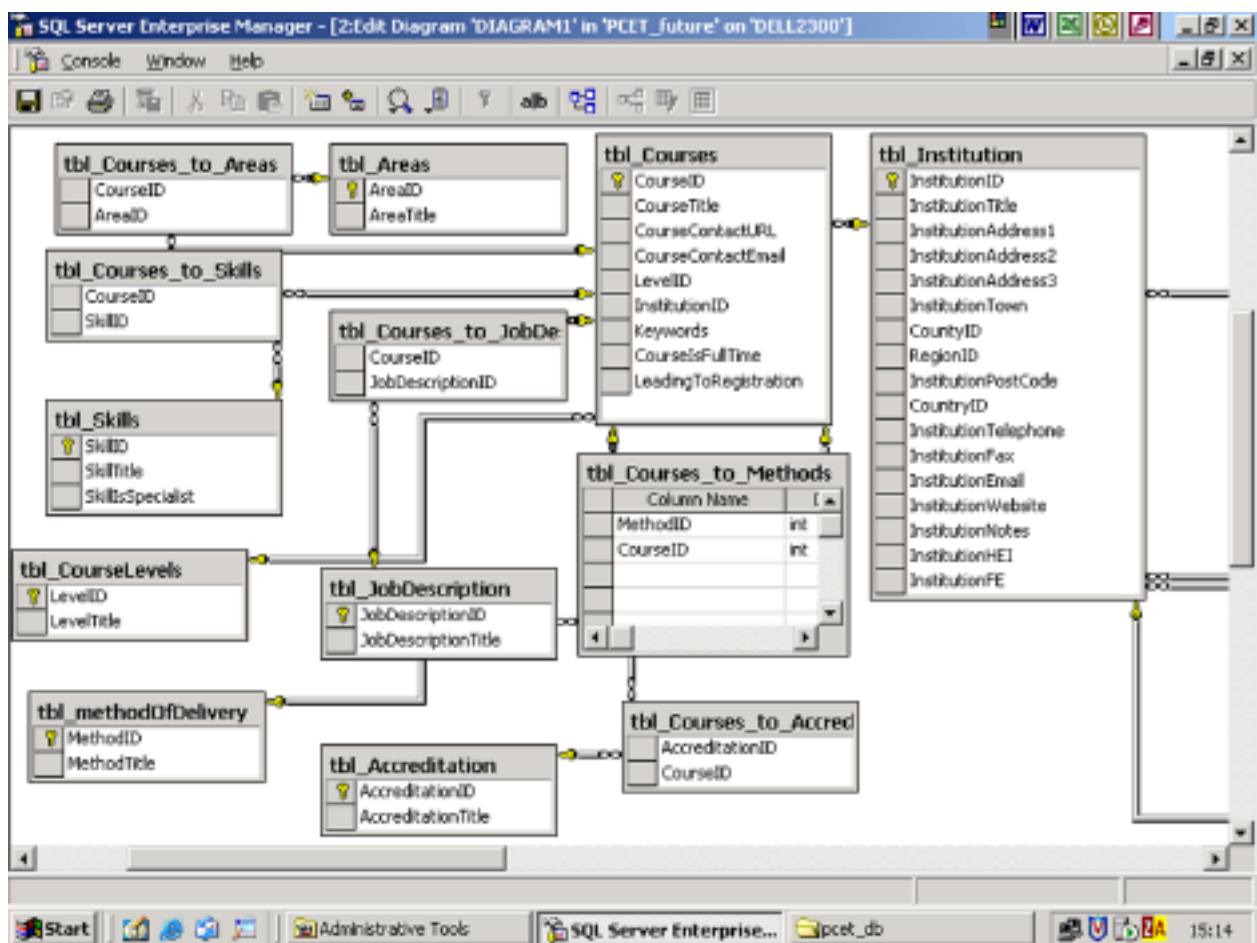 SQL Server Enterprise Manager - [2:Edit Diagram 'DIAGRAM1' in 'PCET_future' on 'DELL2300']
Console Window Help
tbl_Courses_to_Areas
CourseID
AreaID
tbl_Areas
AreaID
AreaTitle
tbl_Courses
CourseID
CourseTitle
CourseContactURL
CourseContactEmail
LevelID
InstitutionID
Keywords
CourseIsFullTime
LeadingToRegistration
tbl_Institution
InstitutionID
InstitutionTitle
InstitutionAddress1
InstitutionAddress2
InstitutionAddress3
InstitutionTown
CountyID
RegionID
InstitutionPostCode
CountryID
InstitutionTelephone
InstitutionFax
InstitutionEmail
InstitutionWebsite
InstitutionNotes
InstitutionHEI
InstitutionFE
tbl_Courses_to_Skills
CourseID
SkillID
tbl_Courses_to_JobDe
CourseID
JobDescriptionID
tbl_Skills
SkillID
SkillTitle
SkillIsSpecialist
tbl_Courses_to_Methods
Column Name
MethodID int
CourseID int
tbl_CourseLevels
LevelID
LevelTitle
tbl_JobDescription
JobDescriptionID
JobDescriptionTitle
tbl_methodOfDelivery
MethodID
MethodTitle
tbl_Accreditation
AccreditationID
AccreditationTitle
tbl_Courses_to_Accred
AccreditationID
CourseID
Start Administrative Tools SQL Server Enterprise... pcet_db 15:14